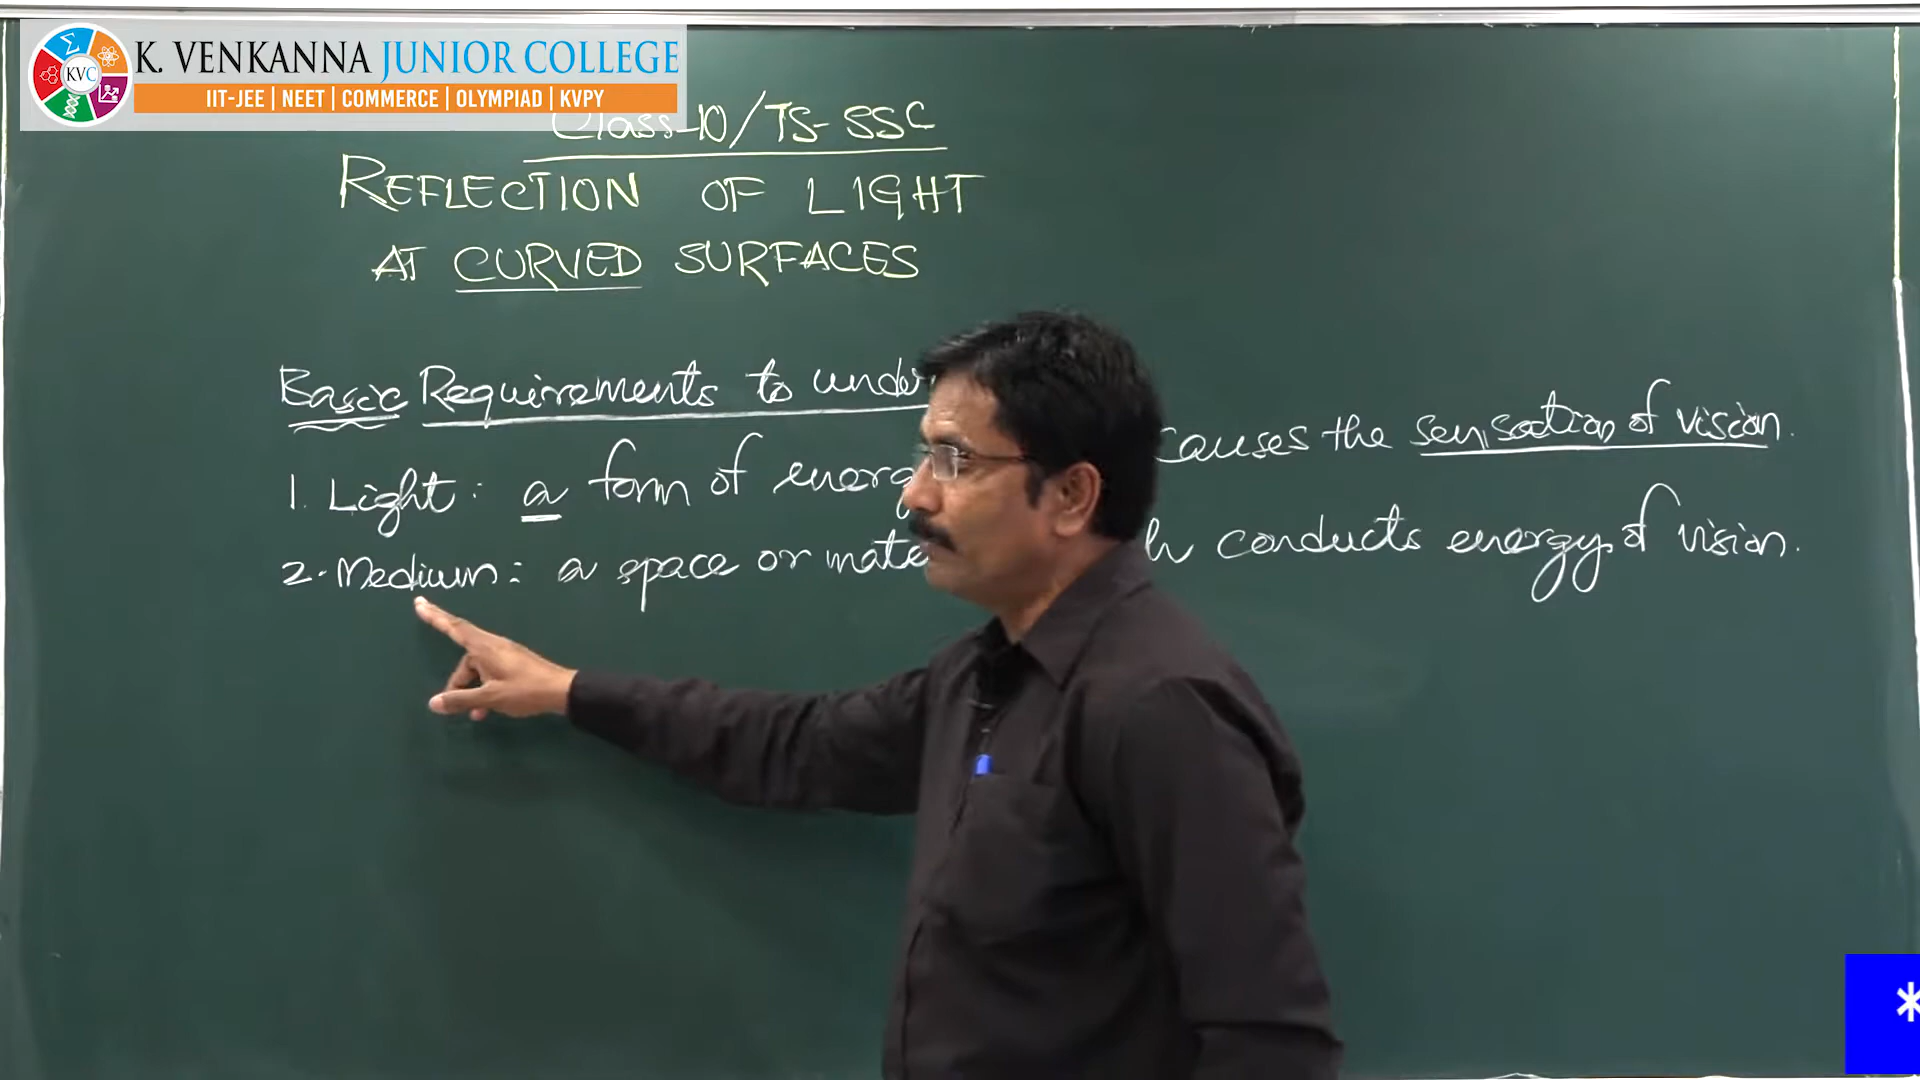 K. VENKANNA JUNIOR COLLEGE
KVC
IIT-JEE | NEET | COMMERCE | OLYMPIAD | KVPY
Class-10/TS-SSC
REFLECTION OF LIGHT
AT CURVED SURFACES
Basic Requirements to under
1. Light: a form of energ causes the sensation of vision.
2. Medium: a space or mate h conducts energy of vision.
*